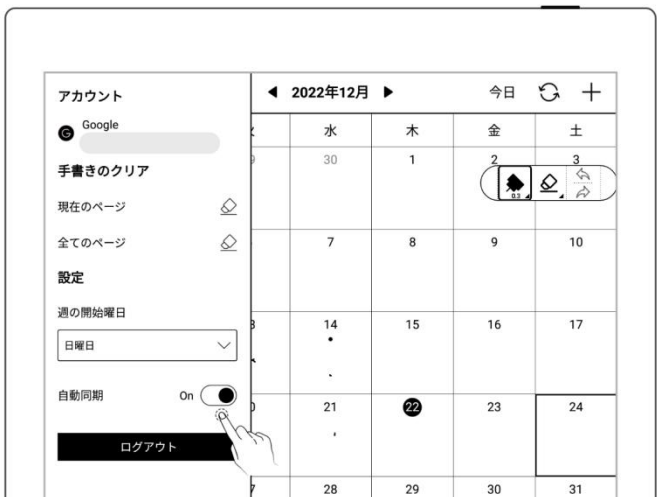 アカウント
Google
手書きのクリア
現在のページ
全てのページ
設定
週の開始曜日
日曜日
自動同期 On
ログアウト
2022年12月 今日
水 木 金 土
30 1 2 3
0.3
7 8 9 10
14 15 16 17
21 22 23 24
28 29 30 31